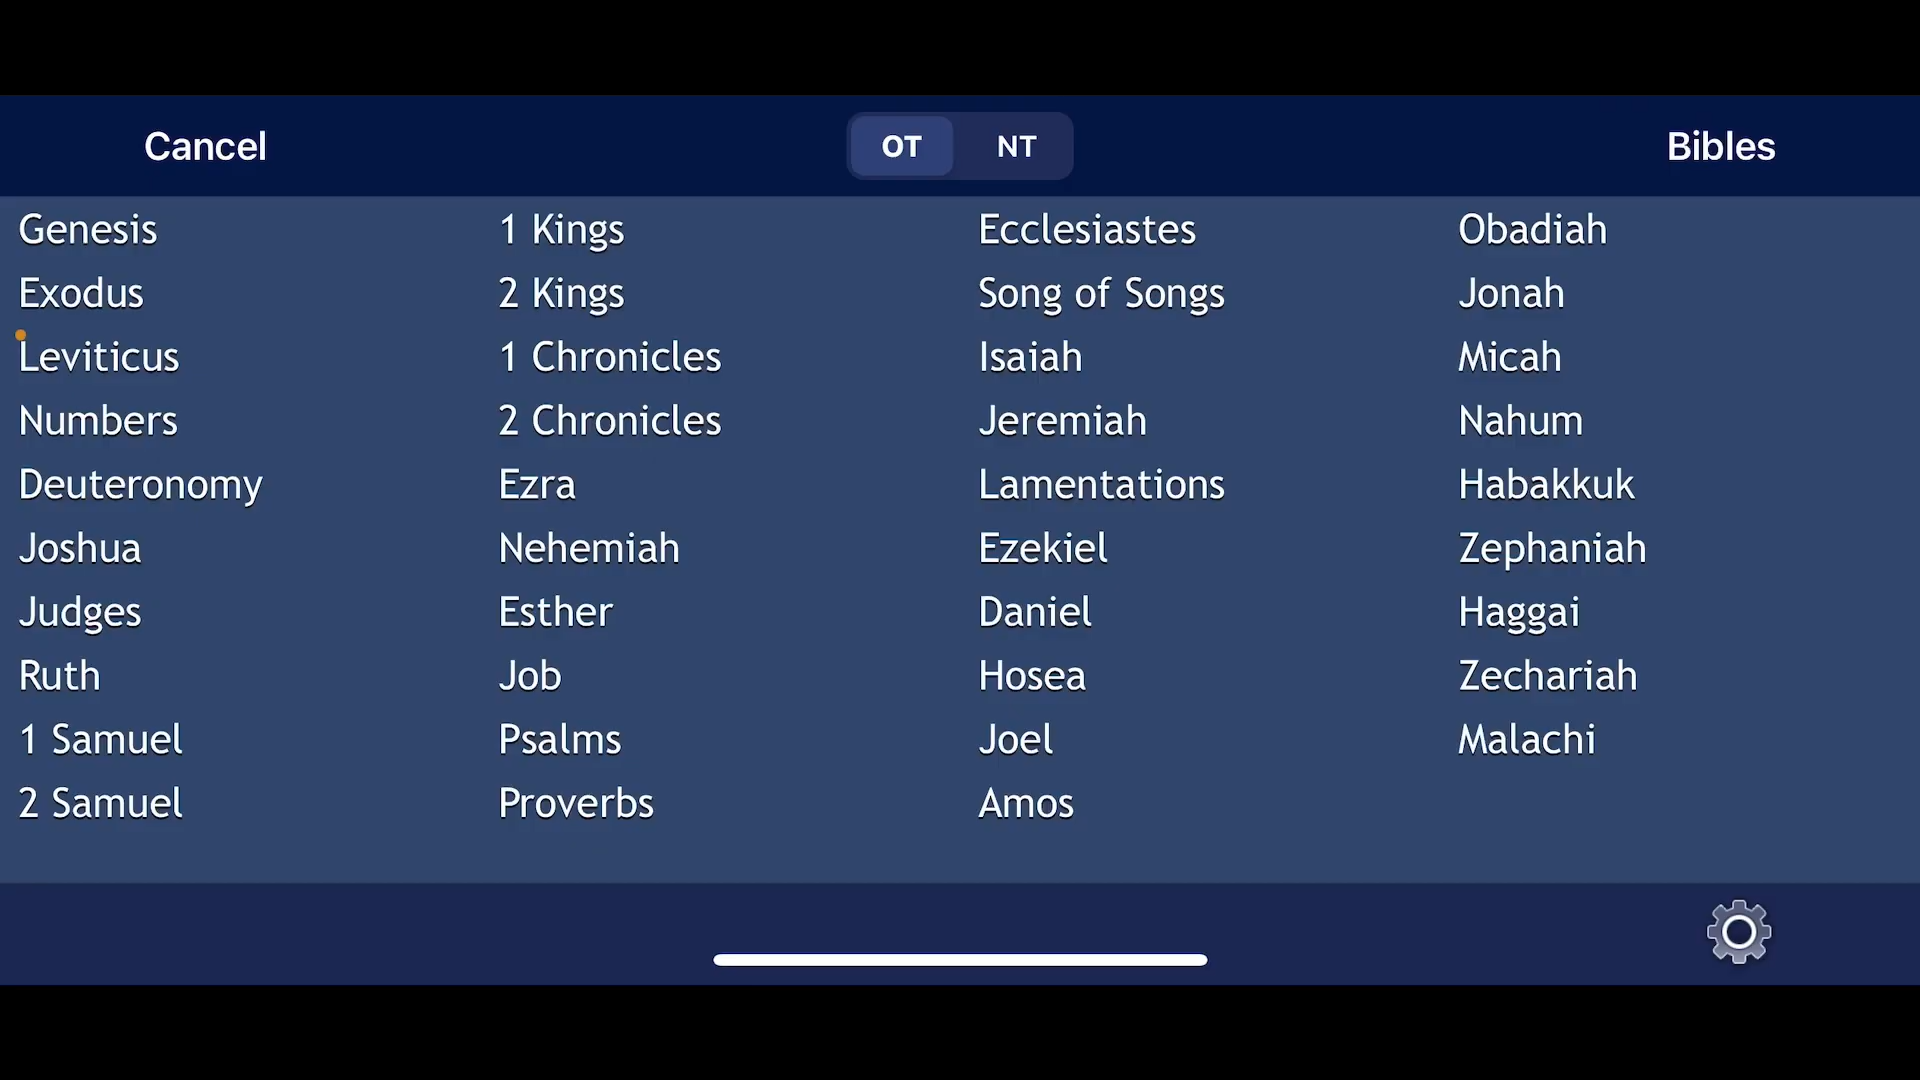 Cancel
OT
NT
Bibles
Genesis
Exodus
Leviticus
Numbers
Deuteronomy
Joshua
Judges
Ruth
1 Samuel
2 Samuel
1 Kings
2 Kings
1 Chronicles
2 Chronicles
Ezra
Nehemiah
Esther
Job
Psalms
Proverbs
Ecclesiastes
Song of Songs
Isaiah
Jeremiah
Lamentations
Ezekiel
Daniel
Hosea
Joel
Amos
Obadiah
Jonah
Micah
Nahum
Habakkuk
Zephaniah
Haggai
Zechariah
Malachi